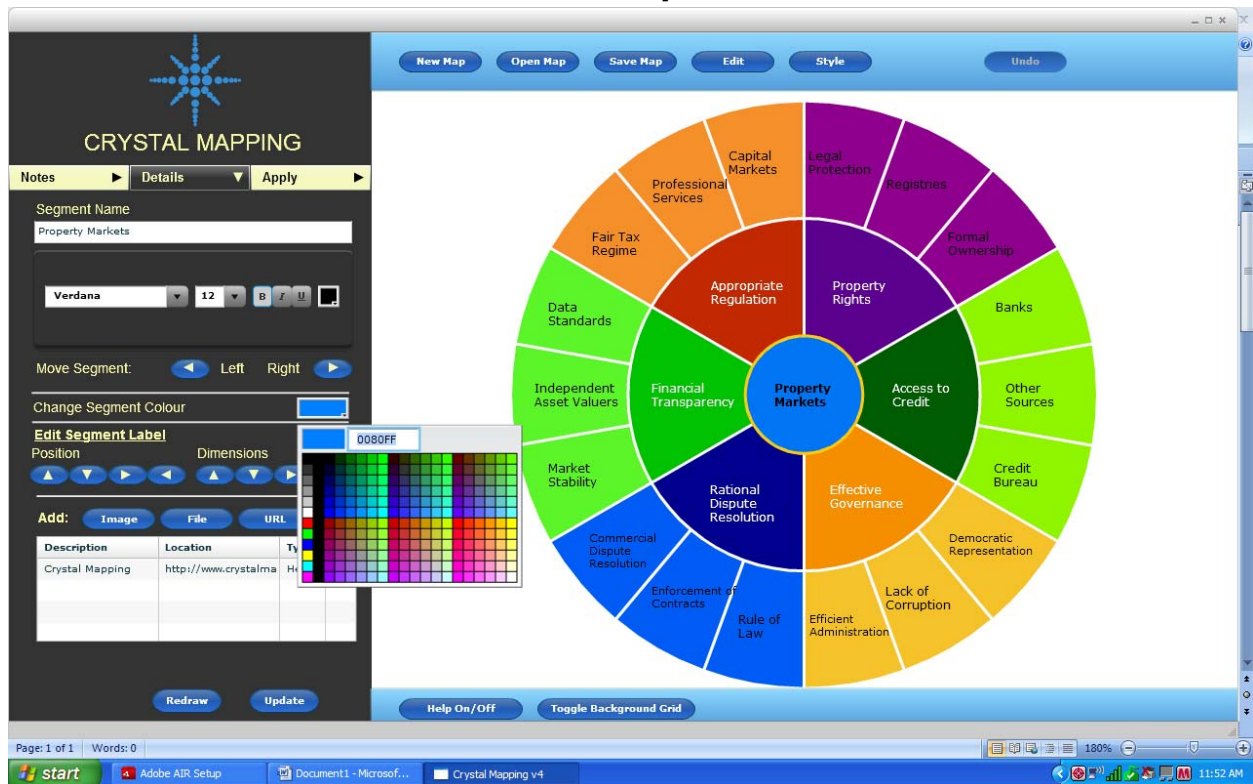 New Map
Open Map
Save Map
Edit
Style
Undo
CRYSTAL MAPPING
Notes
Details
Apply
Segment Name
Property Markets
Verdana
12
B
I
U
Move Segment:
Left
Right
Change Segment Colour
0080FF
Edit Segment Label
Position
Dimensions
Add:
Image
File
URL
Description
Location
Crystal Mapping
http://www.crystalma
Redraw
Update
Capital
Markets
Legal
Protection
Professional
Services
Registries
Fair Tax
Regime
Formal
Ownership
Appropriate
Regulation
Property
Rights
Data
Standards
Banks
Independent
Asset Valuers
Financial
Transparency
Property
Markets
Access to
Credit
Other
Sources
Market
Stability
Credit
Bureau
Rational
Dispute
Resolution
Effective
Governance
Commercial
Dispute
Resolution
Democratic
Representation
Enforcement of
Contracts
Lack of
Corruption
Rule of
Law
Efficient
Administration
Help On/Off
Toggle Background Grid
Page: 1 of 1
Words: 0
180%
start
Adobe AIR Setup
Document1 - Microsof...
Crystal Mapping v4
11:52 AM